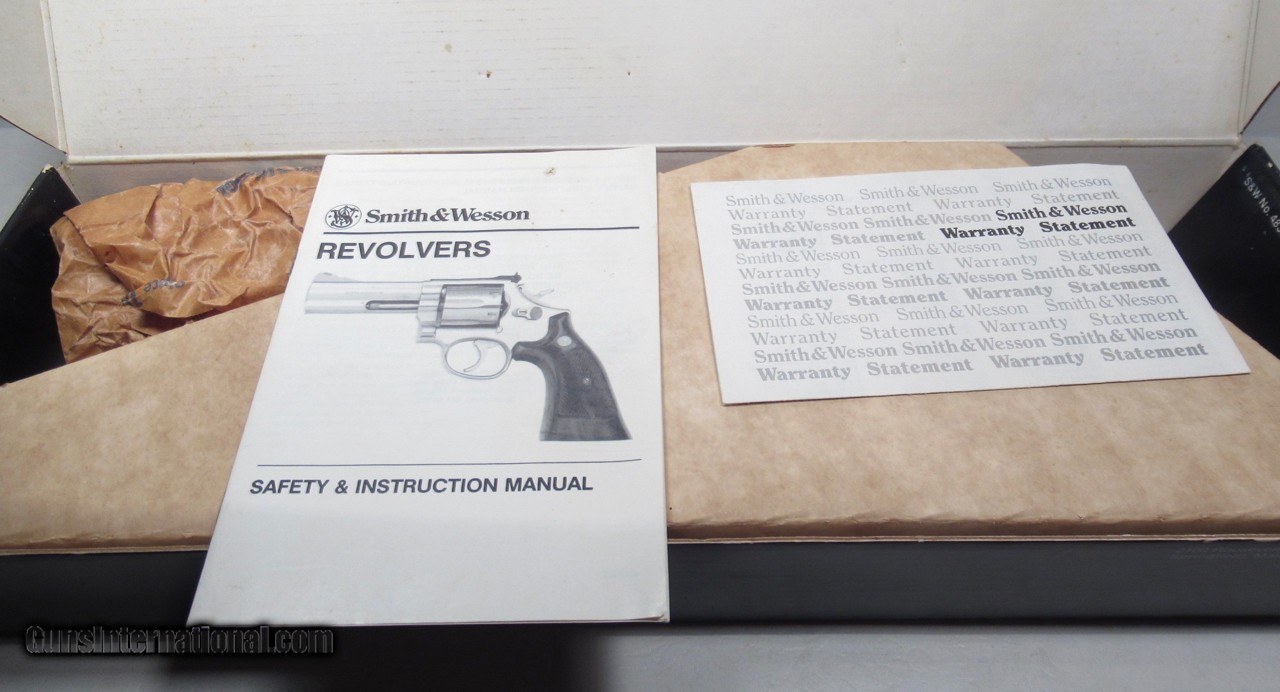 Smith & Wesson
REVOLVERS
SAFETY & INSTRUCTION MANUAL
Smith & Wesson Smith & Wesson Smith & Wesson
Warranty Statement Warranty Statement
Smith & Wesson Smith & Wesson Smith & Wesson
Warranty Statement Warranty Statement
Smith & Wesson Smith & Wesson Smith & Wesson
Warranty Statement Warranty Statement
Smith & Wesson Smith & Wesson Smith & Wesson
Warranty Statement Warranty Statement
Smith & Wesson Smith & Wesson Smith & Wesson
Warranty Statement Warranty Statement
Smith & Wesson Smith & Wesson Smith & Wesson
Warranty Statement Warranty Statement
S&W No.
GunsInternational.com